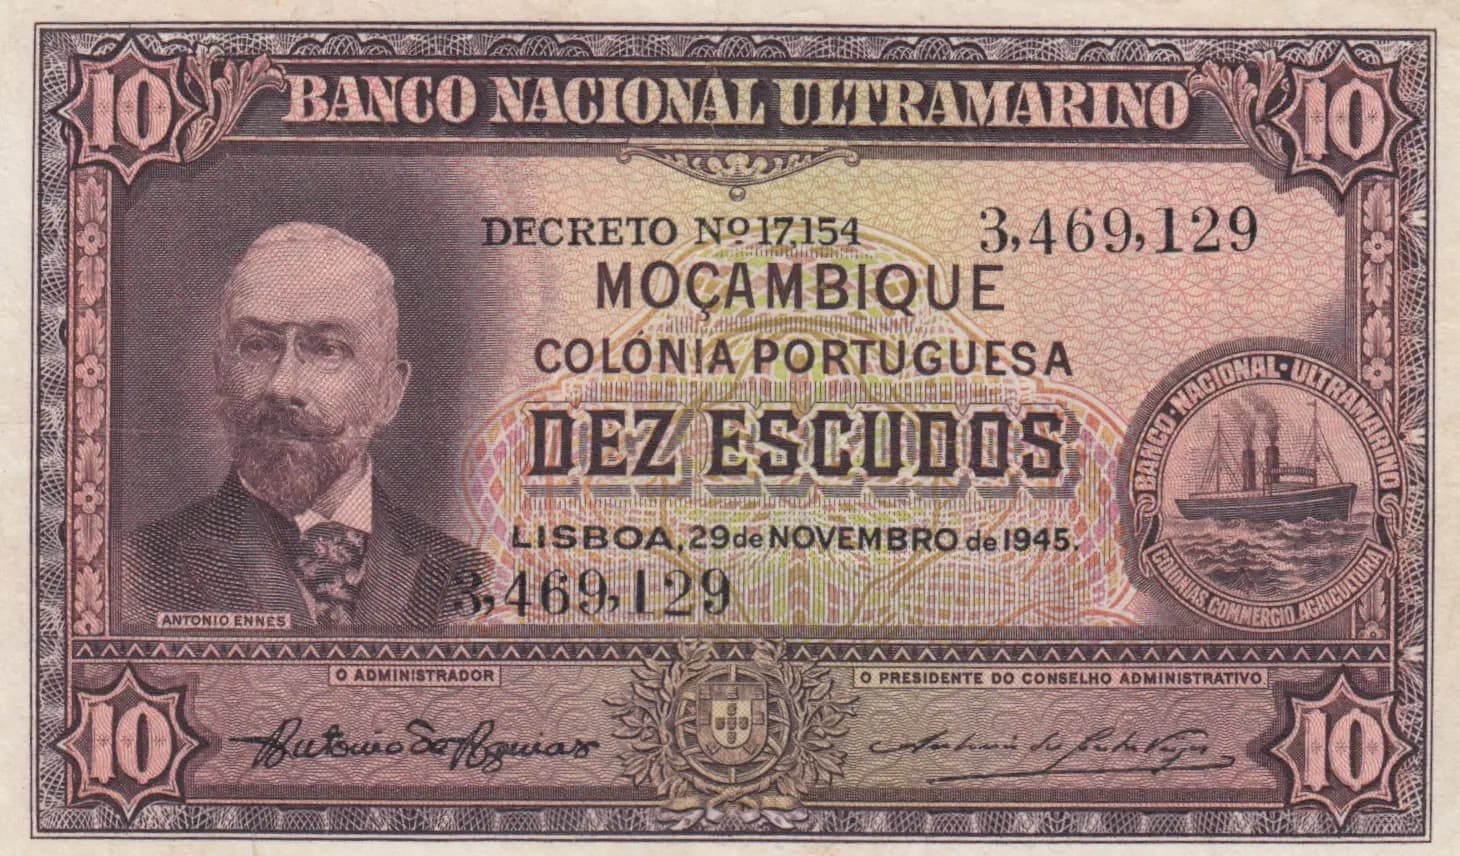 10 BANCO NACIONAL ULTRAMARINO 10
DECRETO Nº 17,154 3,469,129
MOÇAMBIQUE
COLÓNIA PORTUGUESA
DEZ ESCUDOS
LISBOA, 29 de NOVEMBRO de 1945.
3,469,129
ANTONIO ENNES
BANCO·NACIONAL·ULTRAMARINO
COLONIAS, COMMERCIO, AGRICULTURA
O ADMINISTRADOR
O PRESIDENTE DO CONSELHO ADMINISTRATIVO.
10 10